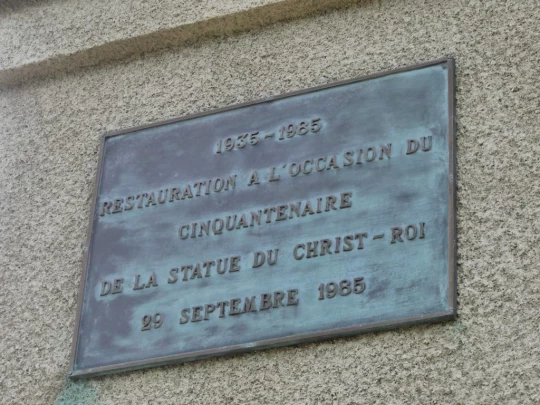 1935-1985
RESTAURATION A L'OCCASION DU
CINQUANTENAIRE
DE LA STATUE DU CHRIST-ROI
29 SEPTEMBRE 1985